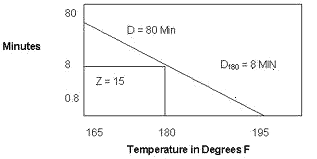 80
D = 80 Min
Minutes
8
D180 = 8 MIN
Z = 15
0.8
165 180 195
Temperature in Degrees F